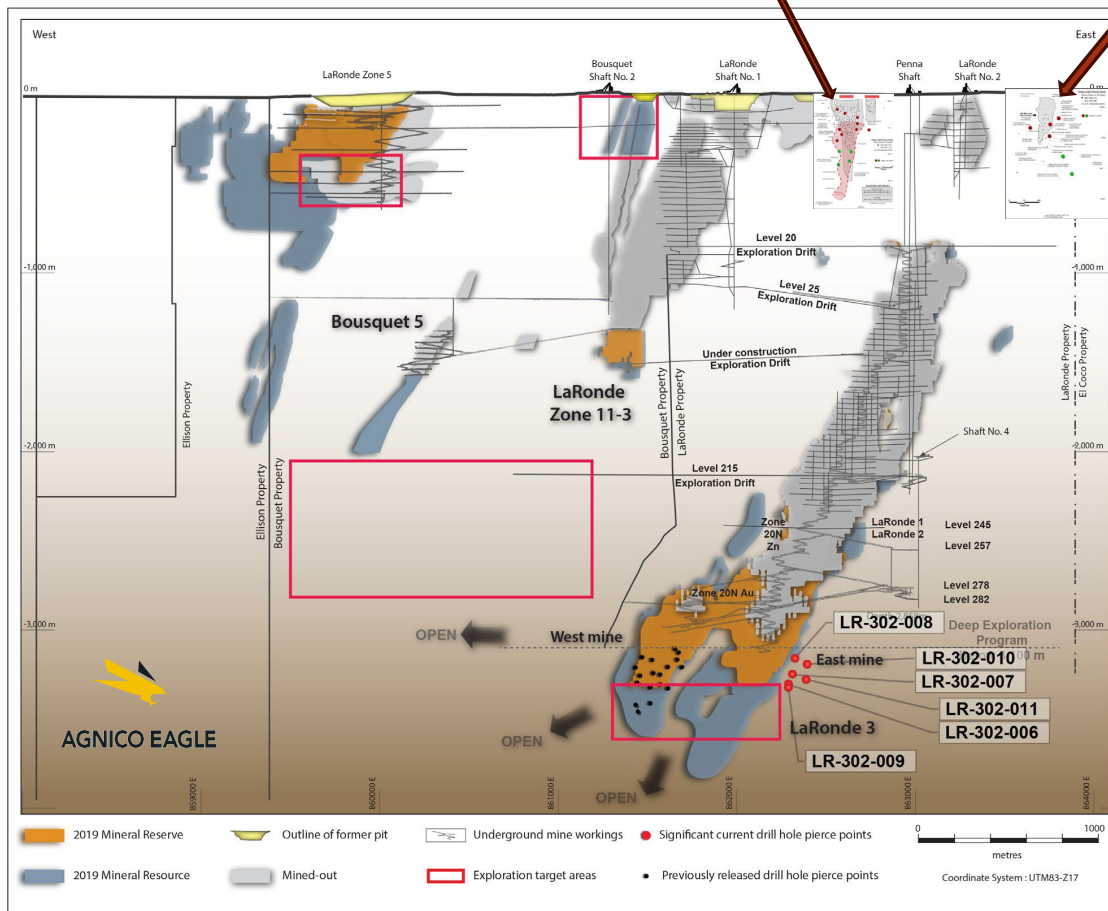 West
East
LaRonde Zone 5
Bousquet
Shaft No. 2
LaRonde
Shaft No. 1
Penna
Shaft
LaRonde
Shaft No. 2
0 m
0 m
Level 20
Exploration Drift
-1,000 m
-1,000 m
Level 25
Exploration Drift
Bousquet 5
Under construction
Exploration Drift
LaRonde
Zone 11-3
Ellison Property
Ellison Property
Bousquet Property
Bousquet Property
LaRonde Property
LaRonde Property
El Coco Property
Shaft No. 4
-2,000 m
-2,000 m
Level 215
Exploration Drift
Zone
20N
Zn
LaRonde 1
LaRonde 2
Level 245
Level 257
Level 278
Level 282
Zone 20N Au
LR-302-008
-3,000 m
-3,000 m
Deep Exploration
Program
OPEN
West mine
East mine
LR-302-010
LR-302-007
LR-302-011
LR-302-006
LaRonde 3
LR-302-009
OPEN
OPEN
AGNICO EAGLE
859000 E
860000 E
861000 E
862000 E
863000 E
864000 E
2019 Mineral Reserve
Outline of former pit
Underground mine workings
Significant current drill hole pierce points
0
1000
metres
2019 Mineral Resource
Mined-out
Exploration target areas
Previously released drill hole pierce points
Coordinate System : UTM83-Z17